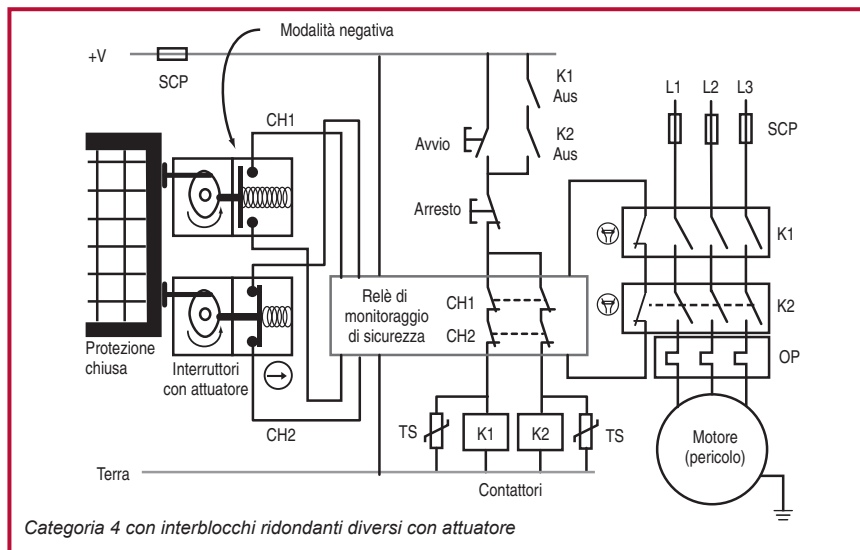 Modalità negativa
+V
SCP
CH1
K1
Aus
L1 L2 L3
SCP
Avvio
K2
Aus
Arresto
K1
Relè di
monitoraggio
di sicurezza
CH1
CH2
K2
Protezione
chiusa
Interruttori
con attuatore
OP
CH2
TS
K1
K2
TS
Motore
(pericolo)
Terra
Contattori
Categoria 4 con interblocchi ridondanti diversi con attuatore